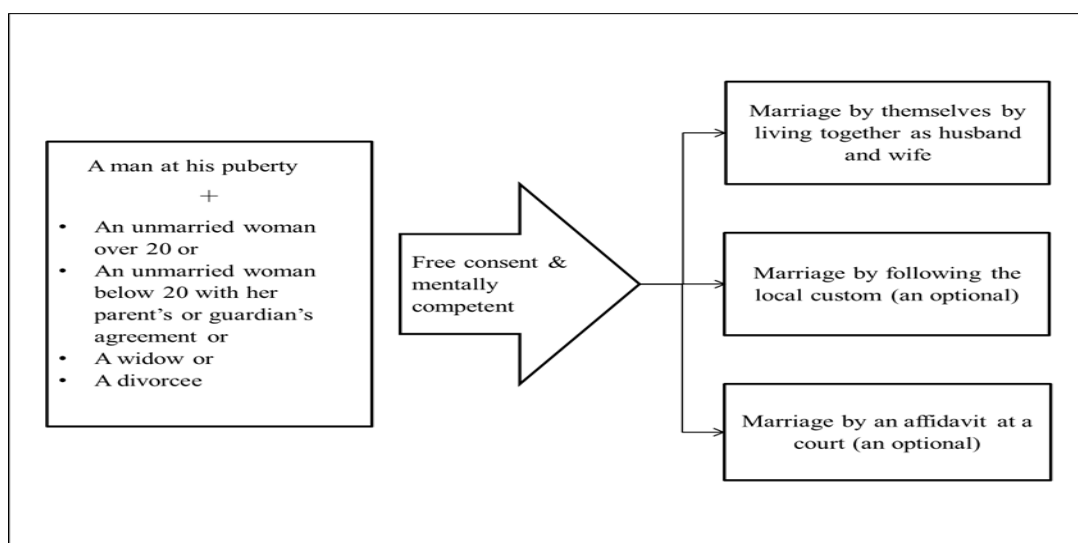 A man at his puberty
+
• An unmarried woman
over 20 or
• An unmarried woman
below 20 with her
parent's or guardian's
agreement or
• A widow or
• A divorcee
Free consent &
mentally
competent
Marriage by themselves by
living together as husband
and wife
Marriage by following the
local custom (an optional)
Marriage by an affidavit at a
court (an optional)